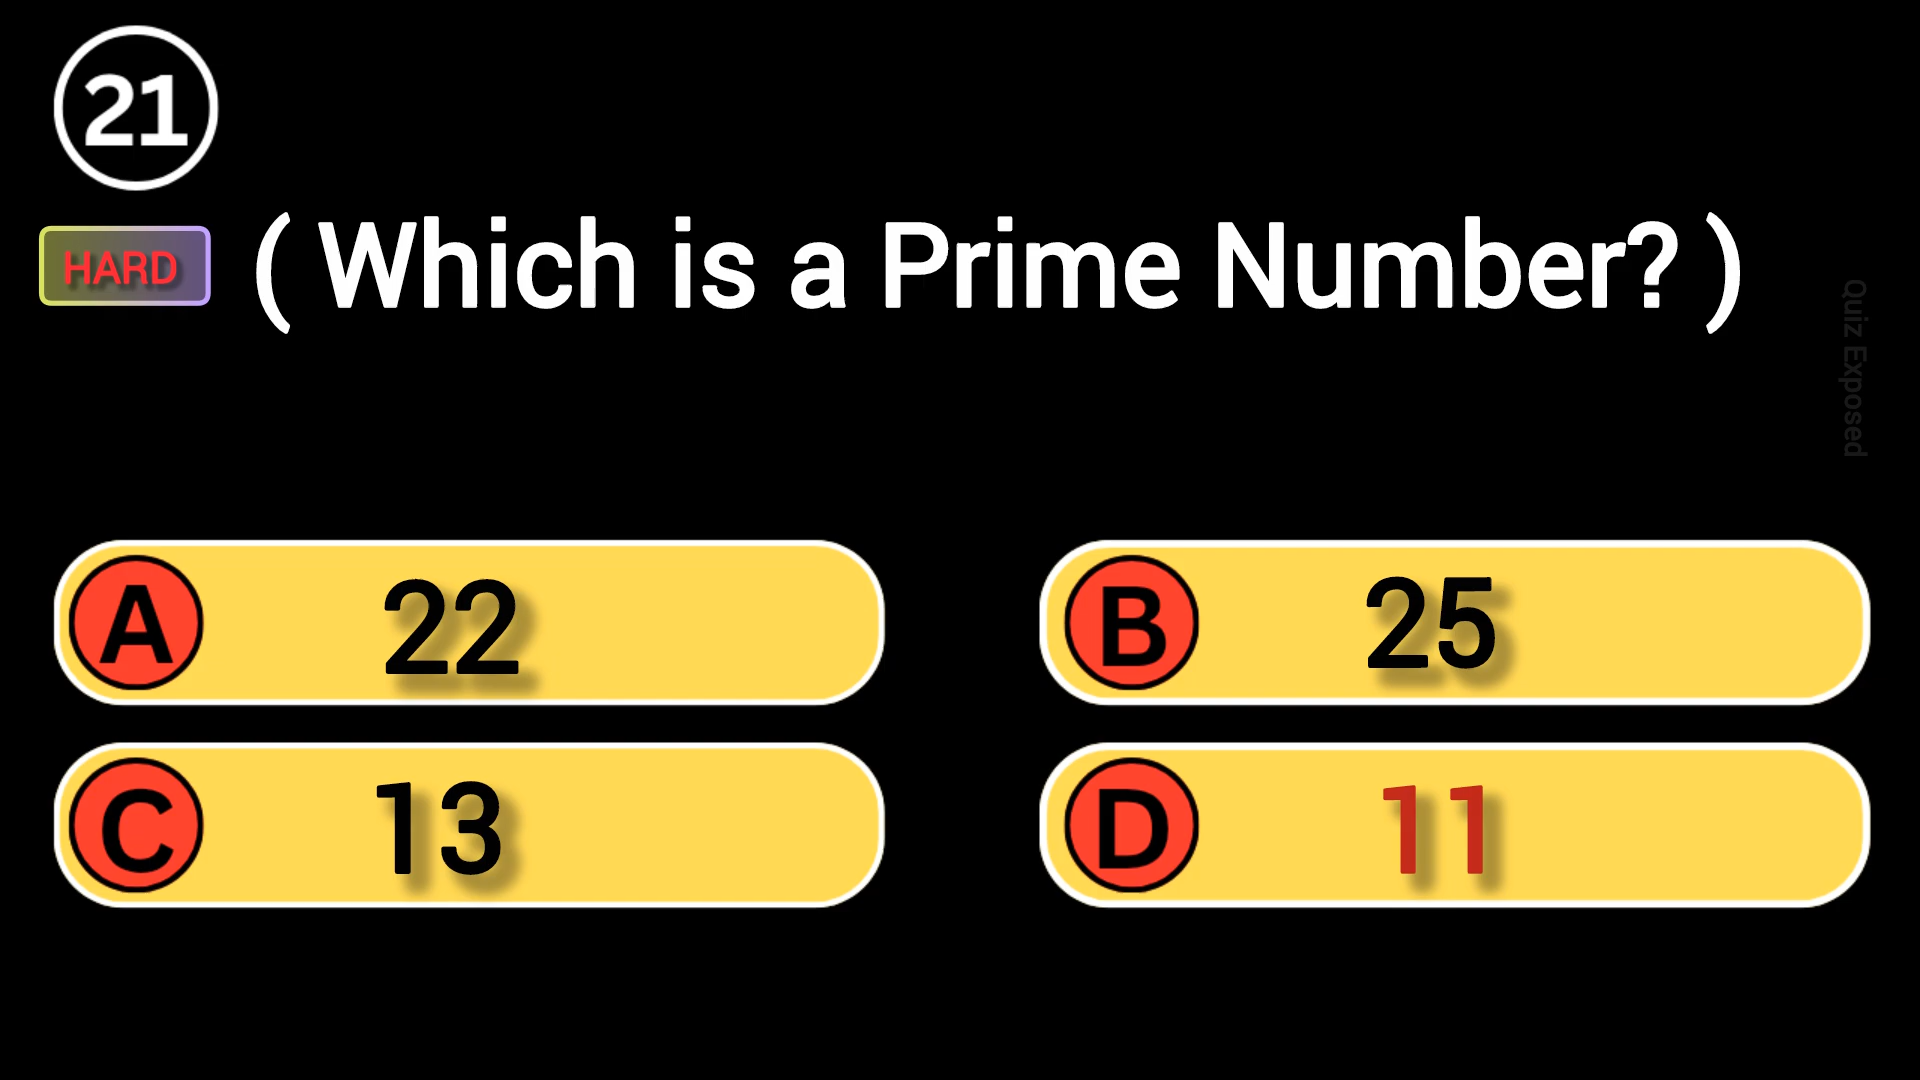 21
HARD
( Which is a Prime Number? )
Quiz Exposed
A 22
B 25
C 13
D 11